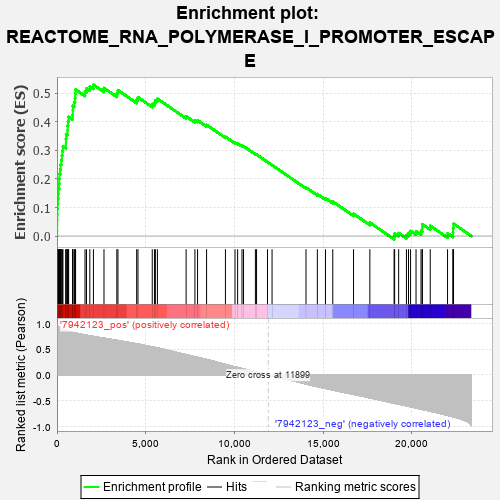 Enrichment plot:
REACTOME_RNA_POLYMERASE_I_PROMOTER_ESCAP
E
Enrichment score (ES)
0.5
0.4
0.3
0.2
0.1
0.0
Ranked list metric (Pearson)
1.0
0.5
0.0
-0.5
-1.0
'7942123_pos' (positively correlated)
Zero cross at 11899
'7942123_neg' (negatively correlated)
0 5,000 10,000 15,000 20,000
Rank in Ordered Dataset
Enrichment profile Hits Ranking metric scores